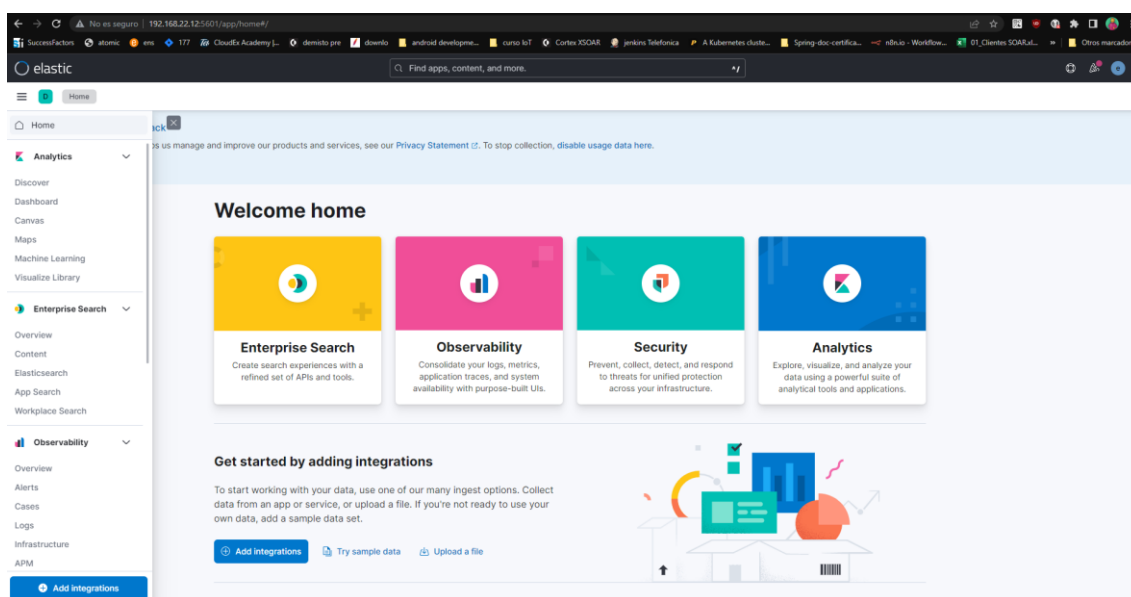 No es seguro | 192.168.22.12:5601/app/home#/
SuccessFactors atomic ens 177 CloudEx Academy |... demisto pre downlo android developme... curso IoT Cortex XSOAR jenkins Telefonica A Kubernetes cluste... Spring-doc-certifica... n8n.io - Workflow... 01_Clientes SOAR.xl... » Otros marcador
elastic
Find apps, content, and more. ^/
D Home
Home
ack
os us manage and improve our products and services, see our Privacy Statement. To stop collection, disable usage data here.
Analytics
Discover
Dashboard
Canvas
Maps
Machine Learning
Visualize Library
Enterprise Search
Overview
Content
Elasticsearch
App Search
Workplace Search
Observability
Overview
Alerts
Cases
Logs
Infrastructure
APM
Add integrations
Welcome home
Enterprise Search
Create search experiences with a
refined set of APIs and tools.
Observability
Consolidate your logs, metrics,
application traces, and system
availability with purpose-built UIs.
Security
Prevent, collect, detect, and respond
to threats for unified protection
across your infrastructure.
Analytics
Explore, visualize, and analyze your
data using a powerful suite of
analytical tools and applications.
Get started by adding integrations
To start working with your data, use one of our many ingest options. Collect
data from an app or service, or upload a file. If you're not ready to use your
own data, add a sample data set.
Add integrations Try sample data Upload a file